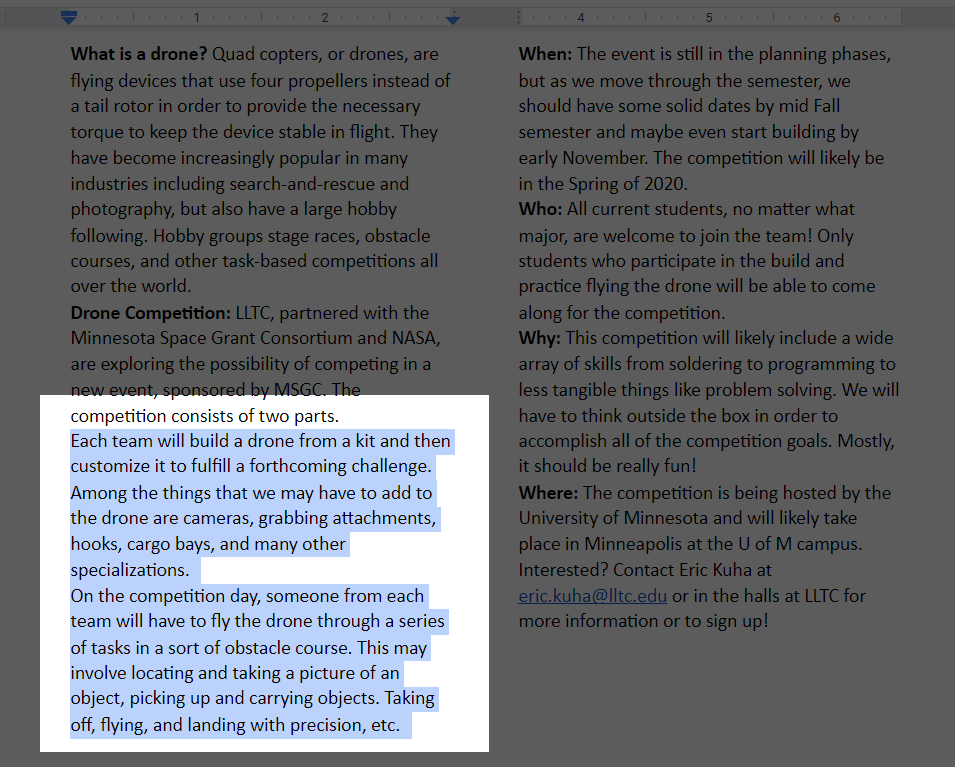 1 2 4 5 6
What is a drone? Quad copters, or drones, are
flying devices that use four propellers instead of
a tail rotor in order to provide the necessary
torque to keep the device stable in flight. They
have become increasingly popular in many
industries including search-and-rescue and
photography, but also have a large hobby
following. Hobby groups stage races, obstacle
courses, and other task-based competitions all
over the world.
Drone Competition: LLTC, partnered with the
Minnesota Space Grant Consortium and NASA,
are exploring the possibility of competing in a
new event, sponsored by MSGC. The
competition consists of two parts.
Each team will build a drone from a kit and then
customize it to fulfill a forthcoming challenge.
Among the things that we may have to add to
the drone are cameras, grabbing attachments,
hooks, cargo bays, and many other
specializations.
On the competition day, someone from each
team will have to fly the drone through a series
of tasks in a sort of obstacle course. This may
involve locating and taking a picture of an
object, picking up and carrying objects. Taking
off, flying, and landing with precision, etc.
When: The event is still in the planning phases,
but as we move through the semester, we
should have some solid dates by mid Fall
semester and maybe even start building by
early November. The competition will likely be
in the Spring of 2020.
Who: All current students, no matter what
major, are welcome to join the team! Only
students who participate in the build and
practice flying the drone will be able to come
along for the competition.
Why: This competition will likely include a wide
array of skills from soldering to programming to
less tangible things like problem solving. We will
have to think outside the box in order to
accomplish all of the competition goals. Mostly,
it should be really fun!
Where: The competition is being hosted by the
University of Minnesota and will likely take
place in Minneapolis at the U of M campus.
Interested? Contact Eric Kuha at
eric.kuha@lltc.edu or in the halls at LLTC for
more information or to sign up!